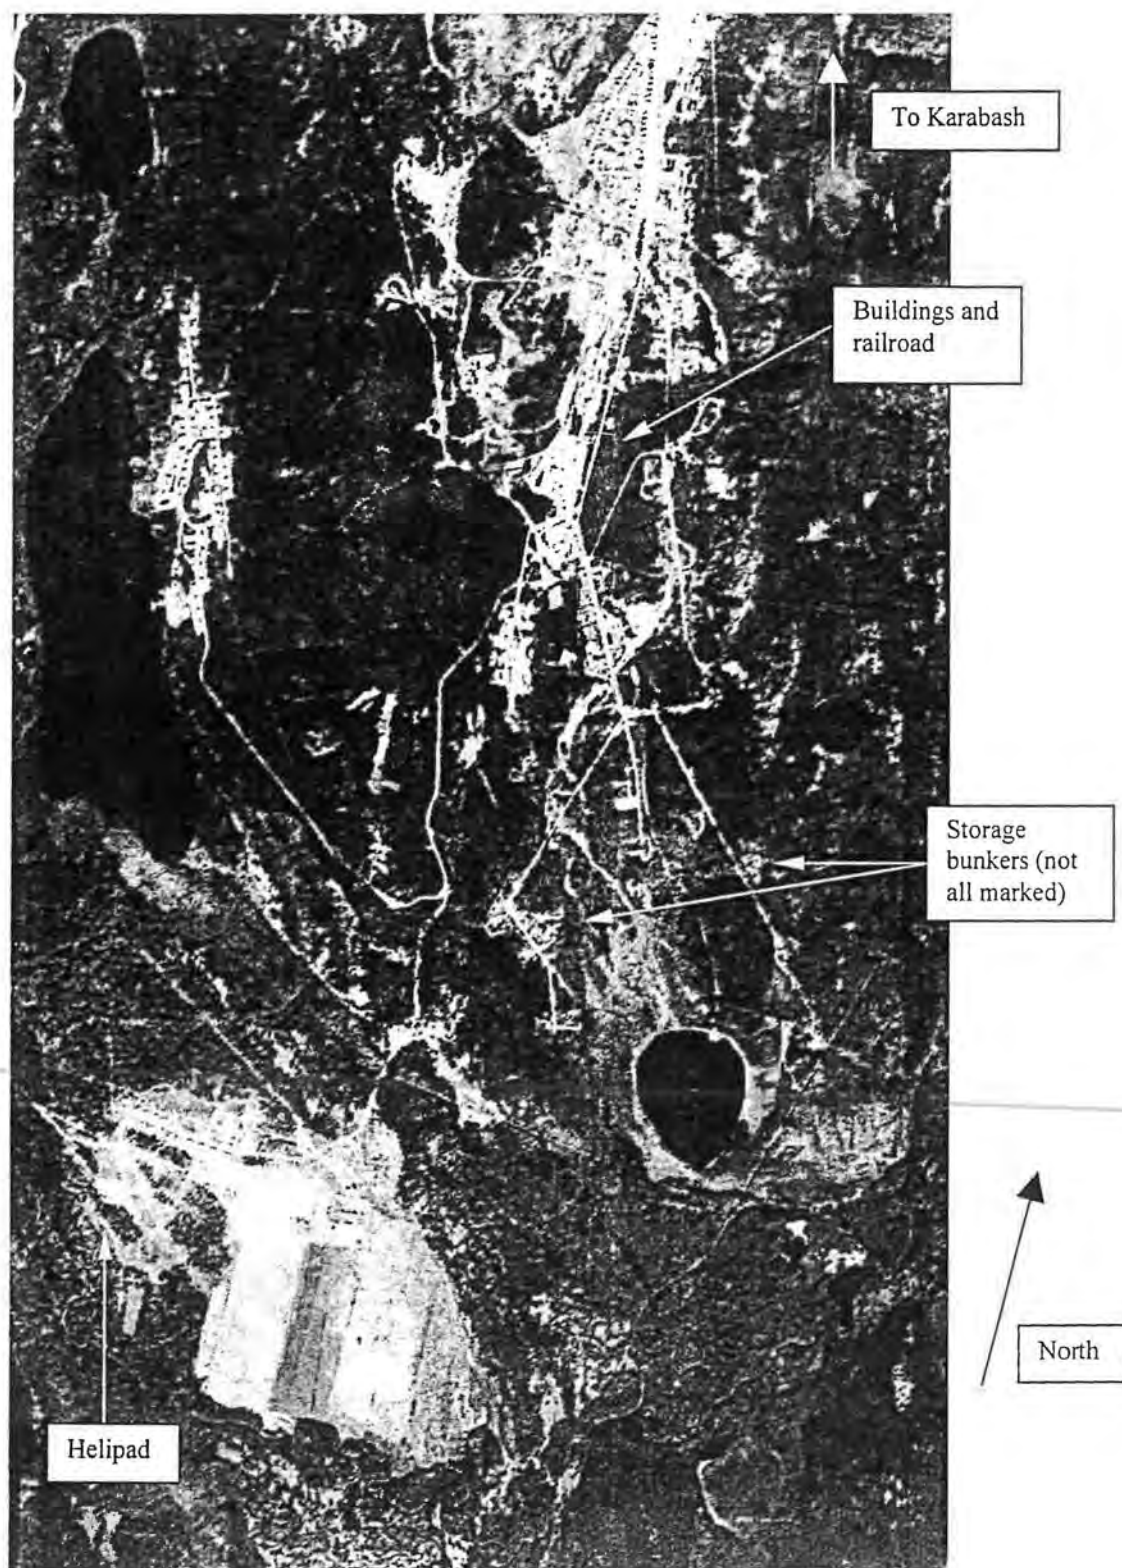 To Karabash
Buildings and
railroad
Storage
bunkers (not
all marked)
North
Helipad